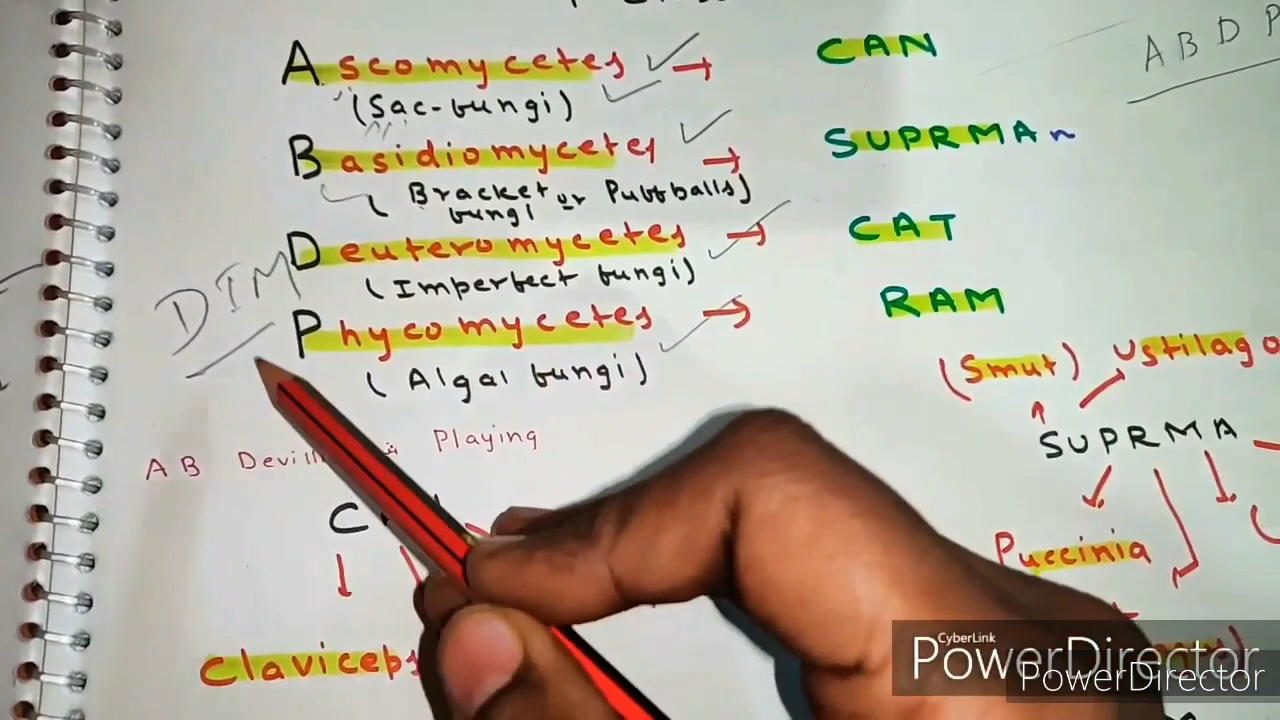 Ascomycetes → CAN
(Sac-fungi)
A B D P
Basidiomycetes → SUPRMAn
(Bracket or Puffballs)
fungi
Deuteromycetes → CAT
(Imperfect fungi)
DIM
Phycomycetes → RAM
(Algal fungi)
(Smut) Ustilago
SUPRMA
AB Playing
C
Puccinia
Claviceps
CyberLink
PowerDirector
PowerDirector